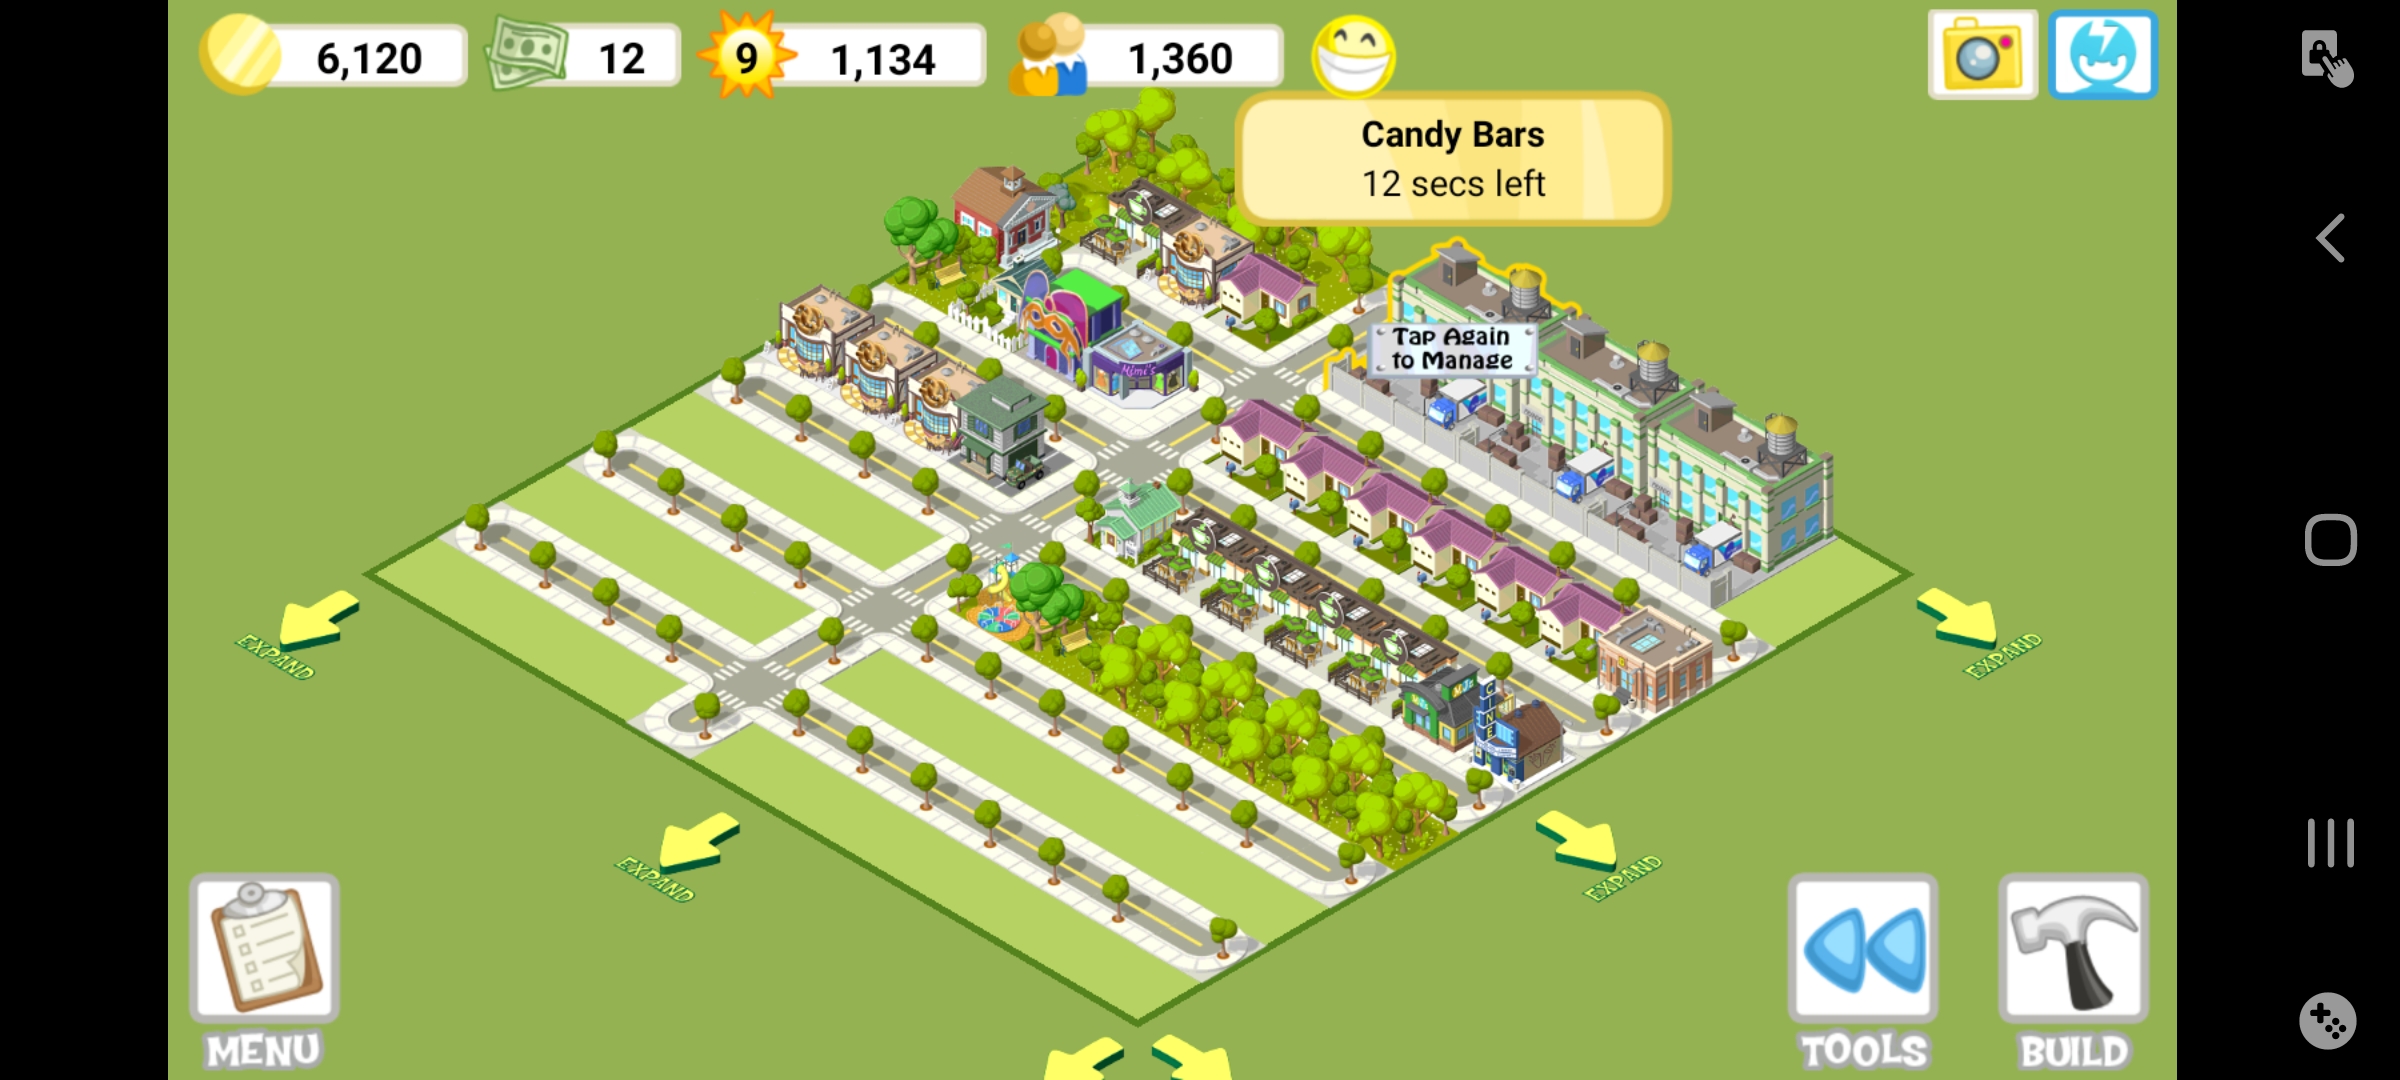 6,120
12
9
1,134
1,360
Candy Bars
12 secs left
Tap Again
to Manage
Mimi's
CINE
EXPAND
EXPAND
EXPAND
EXPAND
MENU
TOOLS
BUILD